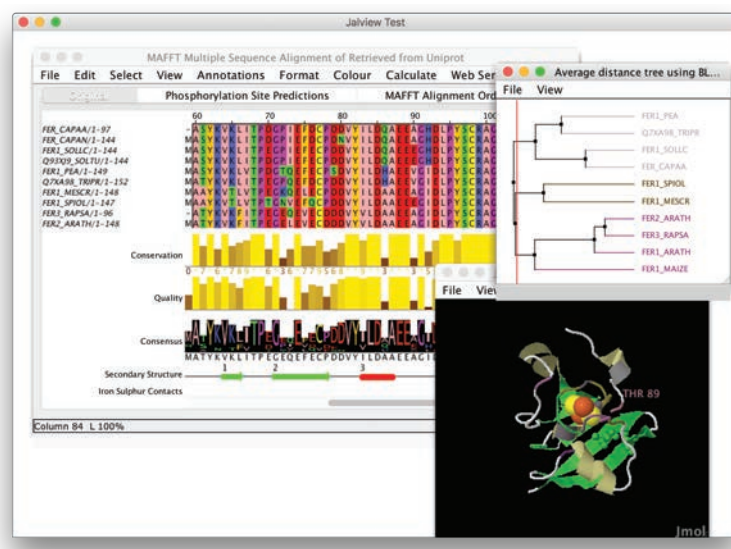 Jalview Test
MAFFT Multiple Sequence Alignment of Retrieved from Uniprot
File Edit Select View Annotations Format Colour Calculate Web Ser
Original Phosphorylation Site Predictions MAFFT Alignment Ord
60 70 80 90 100
FER_CAPAA/1-97
FER_CAPAN/1-144
FER1_SOLLC/1-144
Q93XJ9_SOLTU/1-144
FER1_PEA/1-149
Q7XA98_TRIPR/1-152
FER1_MESCR/1-148
FER1_SPIOL/1-147
FER3_RAPSA/1-96
FER2_ARATH/1-148
Conservation
Quality
Consensus
MATYKVKLITPEGEQEFECPDDVYILDAAEEAGID
1 2 3
Secondary Structure
Iron Sulphur Contacts
Column 84 L 100%
Average distance tree using BL...
File View
FER1_PEA
Q7XA98_TRIPR
FER1_SOLLC
FER_CAPAA
FER1_SPIOL
FER1_MESCR
FER2_ARATH
FER3_RAPSA
FER1_ARATH
FER1_MAIZE
File View
THR 89
Jmol